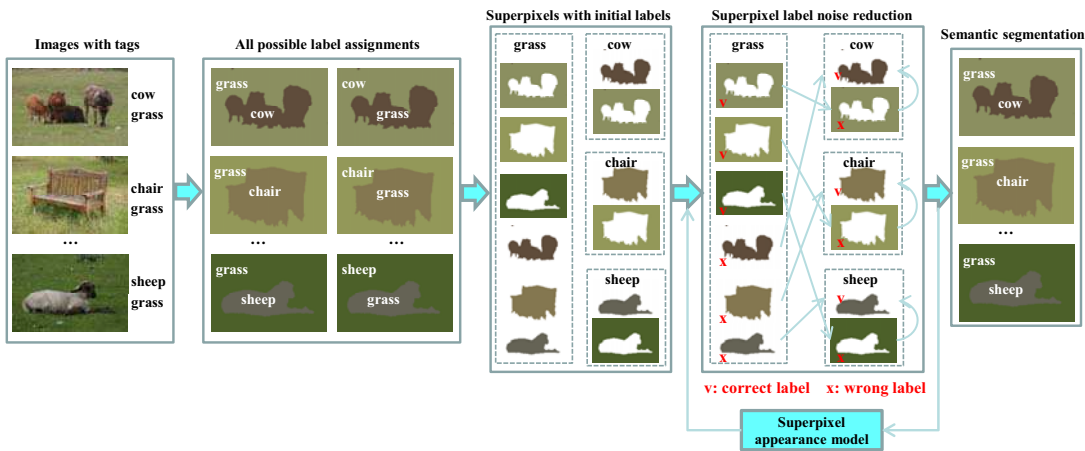 Images with tags
cow
grass
chair
grass
...
sheep
grass
All possible label assignments
grass
cow
cow
grass
grass
chair
chair
grass
...
...
grass
sheep
sheep
grass
Superpixels with initial labels
grass
cow
chair
sheep
Superpixel label noise reduction
grass
v
v
v
x
x
x
cow
v
x
chair
v
x
sheep
v
x
v: correct label x: wrong label
Superpixel
appearance model
Semantic segmentation
grass
cow
grass
chair
...
grass
sheep